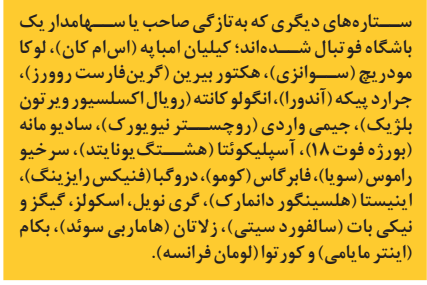 ستاره‌های دیگری که به‌تازگی صاحب یا سهامدار یک
باشگاه فوتبال شده‌اند؛ کیلیان امباپه (اس‌ام کان)، لوکا
مودریچ (سوانزی)، هکتور بیرین (گرین‌فارست روورز)،
جرارد پیکه (آندورا)، انگولو کانته (رویال اکسلسیور ویرتون
بلژیک)، جیمی واردی (روچستر نیویورک)، سادیو مانه
(بورژه فوت ۱۸)، آسپلیکوئتا (هشتگ یونایتد)، سرخیو
راموس (سویا)، فابرگاس (کومو)، دروگبا (فنیکس رایزینگ)،
اینیستا (هلسینگور دانمارک)، گری نویل، اسکولز، گیگز و
نیکی بات (سالفورد سیتی)، زلاتان (هاماربی سوئد)، بکام
(اینتر مایامی) و کورتوا (لومان فرانسه).